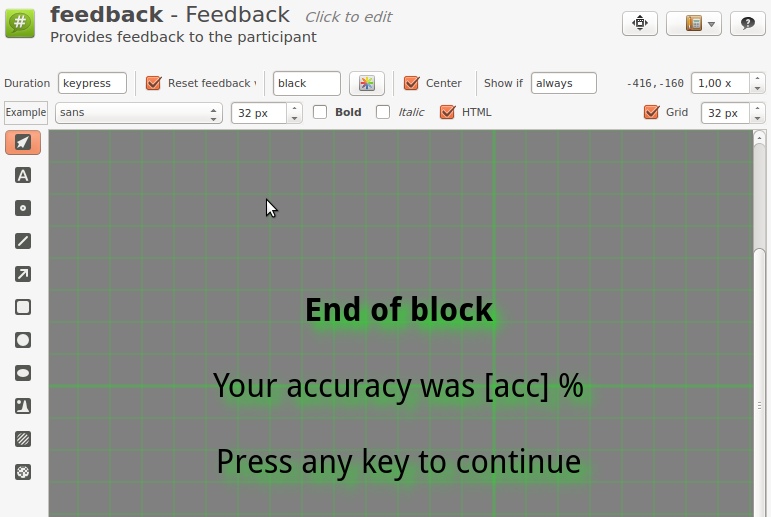 feedback - Feedback Click to edit
Provides feedback to the participant
Duration keypress Reset feedback black Center Show if always -416,-160 1,00 x
Example sans 32 px Bold Italic HTML Grid 32 px
End of block
Your accuracy was [acc] %
Press any key to continue